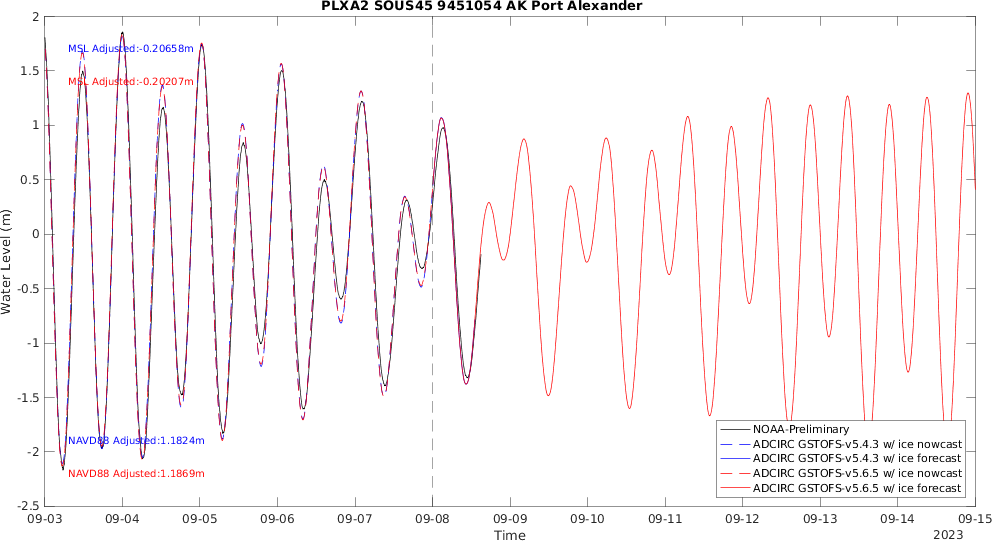 PLXA2 SOUS45 9451054 AK Port Alexander
2
1.5
1
0.5
0
-0.5
-1
-1.5
-2
-2.5
Water Level (m)
MSL Adjusted:-0.20658m
MSL Adjusted:-0.20207m
NAVD88 Adjusted:1.1824m
NAVD88 Adjusted:1.1869m
NOAA-Preliminary
ADCIRC GSTOFS-v5.4.3 w/ ice nowcast
ADCIRC GSTOFS-v5.4.3 w/ ice forecast
ADCIRC GSTOFS-v5.6.5 w/ ice nowcast
ADCIRC GSTOFS-v5.6.5 w/ ice forecast
09-03 09-04 09-05 09-06 09-07 09-08 09-09 09-10 09-11 09-12 09-13 09-14 09-15
Time
2023